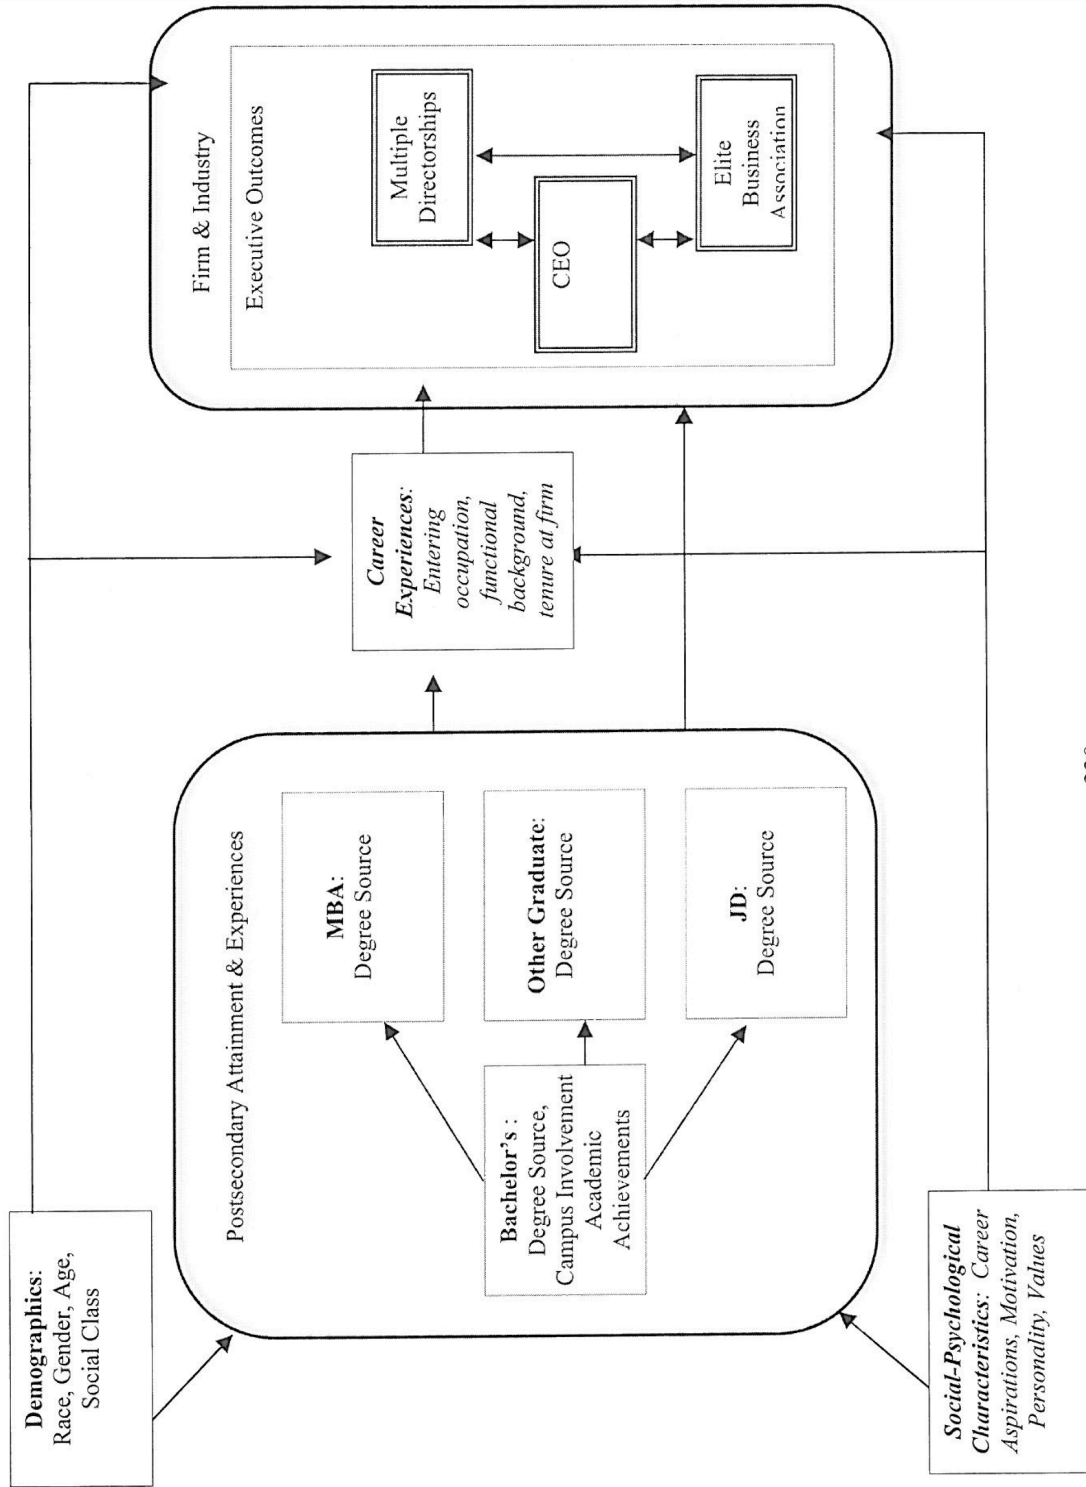 Demographics:
Race, Gender, Age,
Social Class
Postsecondary Attainment & Experiences
Bachelor's :
Degree Source,
Campus Involvement
Academic
Achievements
MBA:
Degree Source
Other Graduate:
Degree Source
JD:
Degree Source
Social-Psychological
Characteristics: Career
Aspirations, Motivation,
Personality, Values
Career
Experiences:
Entering
occupation,
functional
background,
tenure at firm
Firm & Industry
Executive Outcomes
Multiple
Directorships
CEO
Elite
Business
Association